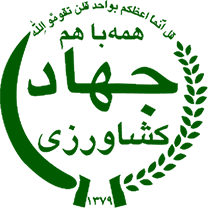 قل انما اعظکم بواحدة ان تقوموا لله
همه با هم
جهاد
کشاورزی
۱۳۷۹